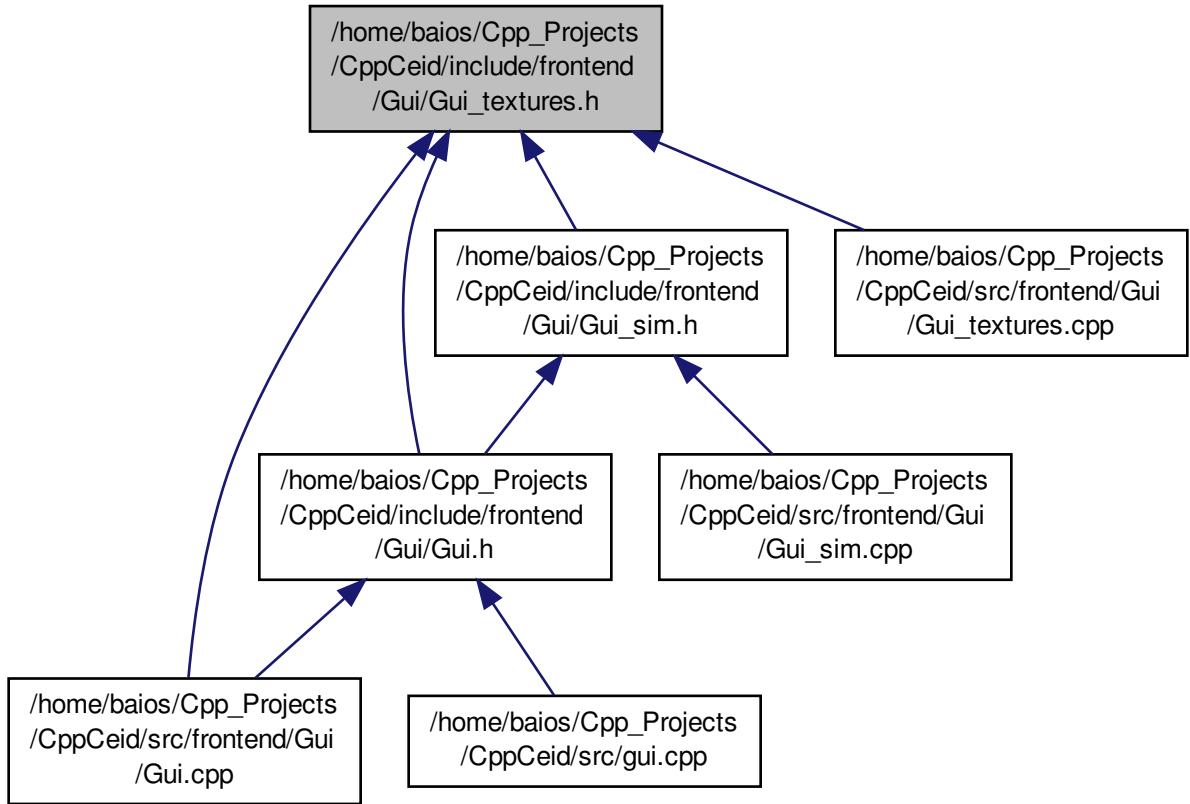 /home/baios/Cpp_Projects
/CppCeid/include/frontend
/Gui/Gui_textures.h
/home/baios/Cpp_Projects
/CppCeid/include/frontend
/Gui/Gui_sim.h
/home/baios/Cpp_Projects
/CppCeid/src/frontend/Gui
/Gui_textures.cpp
/home/baios/Cpp_Projects
/CppCeid/include/frontend
/Gui/Gui.h
/home/baios/Cpp_Projects
/CppCeid/src/frontend/Gui
/Gui_sim.cpp
/home/baios/Cpp_Projects
/CppCeid/src/frontend/Gui
/Gui.cpp
/home/baios/Cpp_Projects
/CppCeid/src/gui.cpp